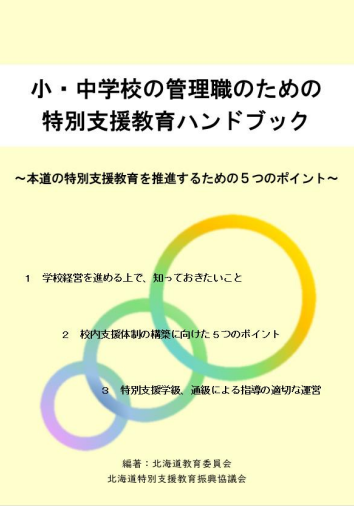 小・中学校の管理職のための
特別支援教育ハンドブック
～本道の特別支援教育を推進するための５つのポイント～
１　学校経営を進める上で、知っておきたいこと
２　校内支援体制の構築に向けた５つのポイント
３　特別支援学級、通級による指導の適切な運営
編著：北海道教育委員会
北海道特別支援教育振興協議会